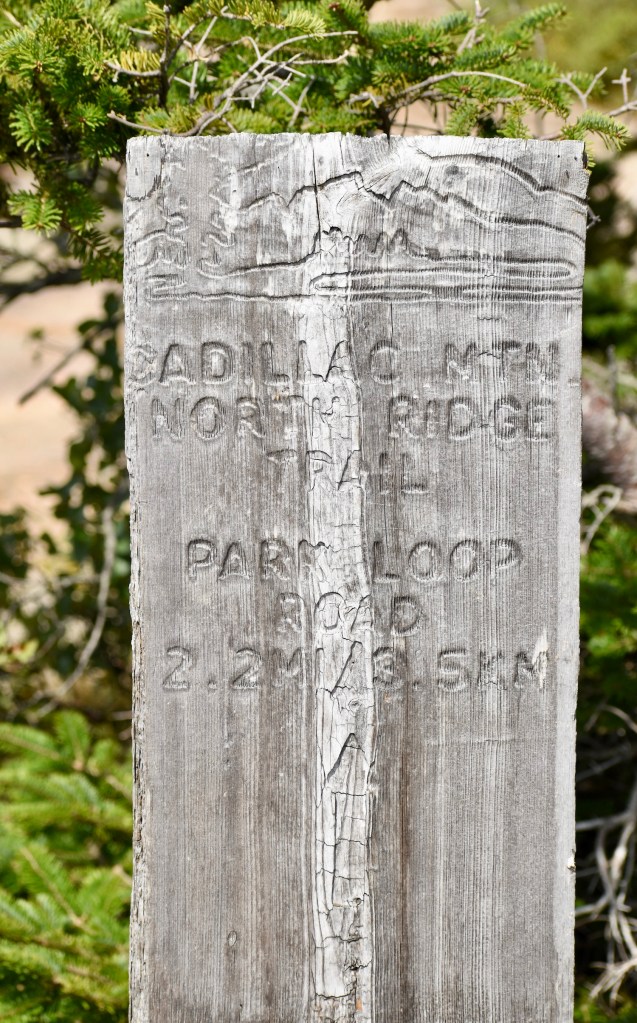 CADILLAC MTN.
NORTH RIDGE
TRAIL
PARK LOOP
ROAD
2.2MI/3.5KM